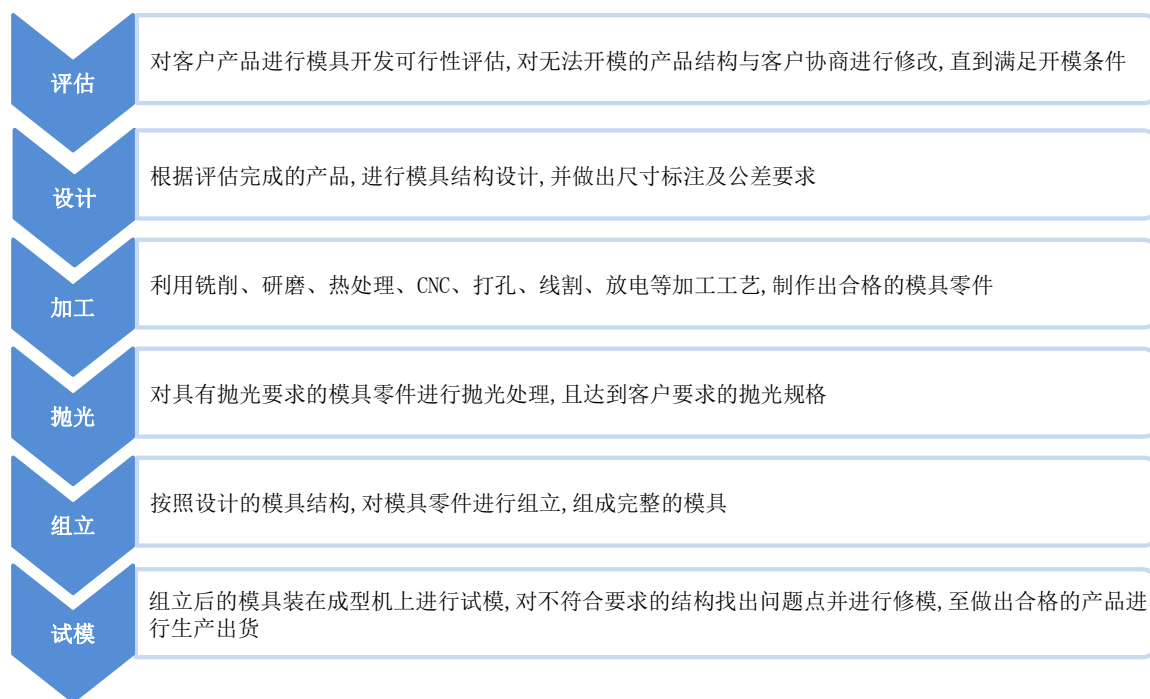 评估
对客户产品进行模具开发可行性评估,对无法开模的产品结构与客户协商进行修改,直到满足开模条件
设计
根据评估完成的产品,进行模具结构设计,并做出尺寸标注及公差要求
加工
利用铣削、研磨、热处理、CNC、打孔、线割、放电等加工工艺,制作出合格的模具零件
抛光
对具有抛光要求的模具零件进行抛光处理,且达到客户要求的抛光规格
组立
按照设计的模具结构,对模具零件进行组立,组成完整的模具
试模
组立后的模具装在成型机上进行试模,对不符合要求的结构找出问题点并进行修模,至做出合格的产品进
行生产出货